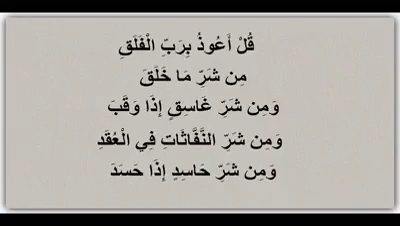 قُلْ أَعُوذُ بِرَبِّ الْفَلَقِ
مِن شَرِّ مَا خَلَقَ
وَمِن شَرِّ غَاسِقٍ إِذَا وَقَبَ
وَمِن شَرِّ النَّفَّاثَاتِ فِي الْعُقَدِ
وَمِن شَرِّ حَاسِدٍ إِذَا حَسَدَ